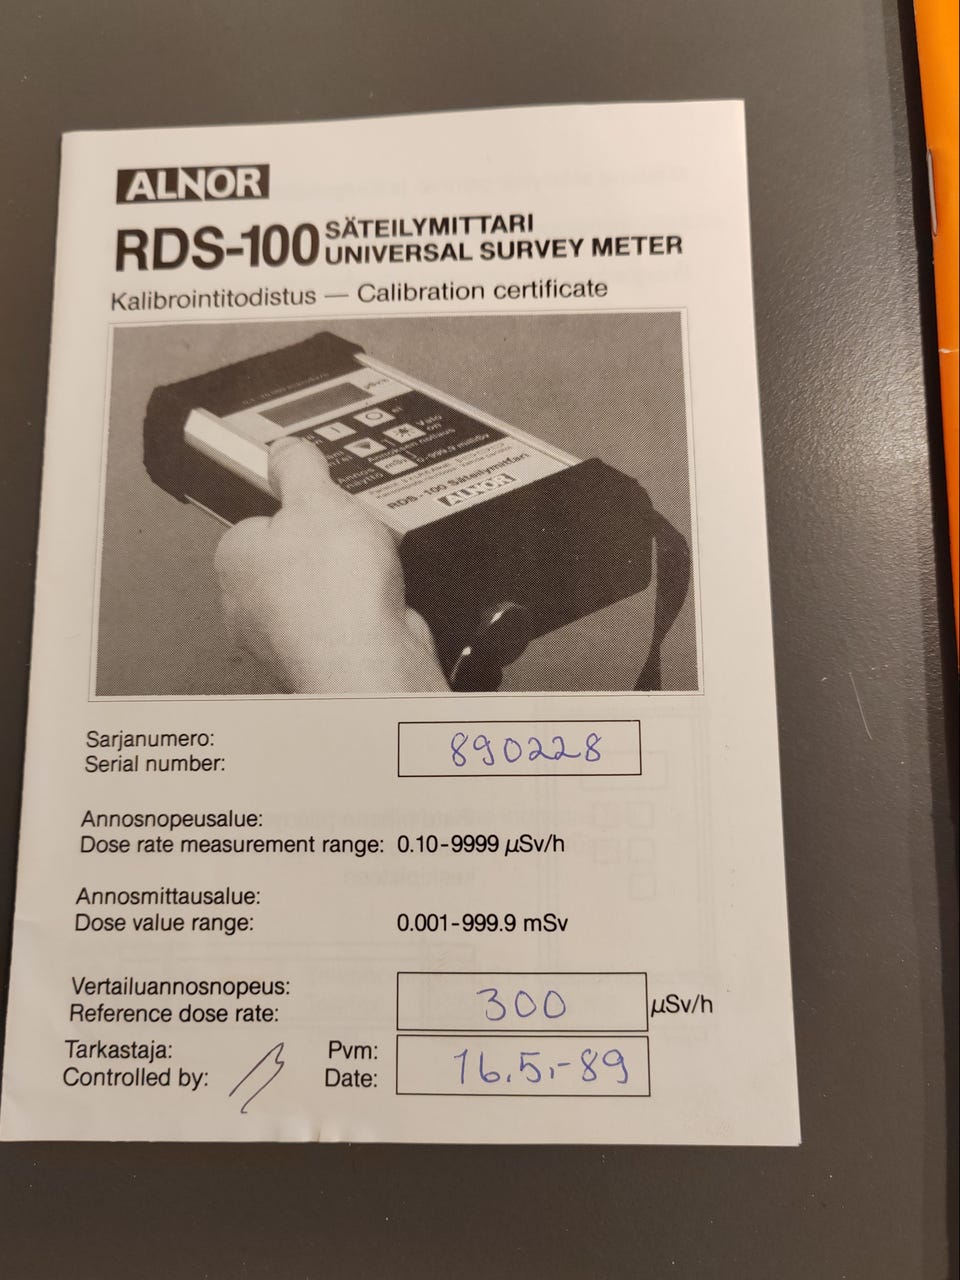 ALNOR
RDS-100 SÄTEILYMITTARI
UNIVERSAL SURVEY METER
Kalibrointitodistus — Calibration certificate
RDS-100 Säteilymittari
ALNOR
Sarjanumero:
Serial number: 890228
Annosnopeusalue:
Dose rate measurement range: 0.10-9999 µSv/h
Annosmittausalue:
Dose value range: 0.001-999.9 mSv
Vertailuannosnopeus:
Reference dose rate: 300 µSv/h
Tarkastaja: Pvm:
Controlled by: Date: 16.5.-89